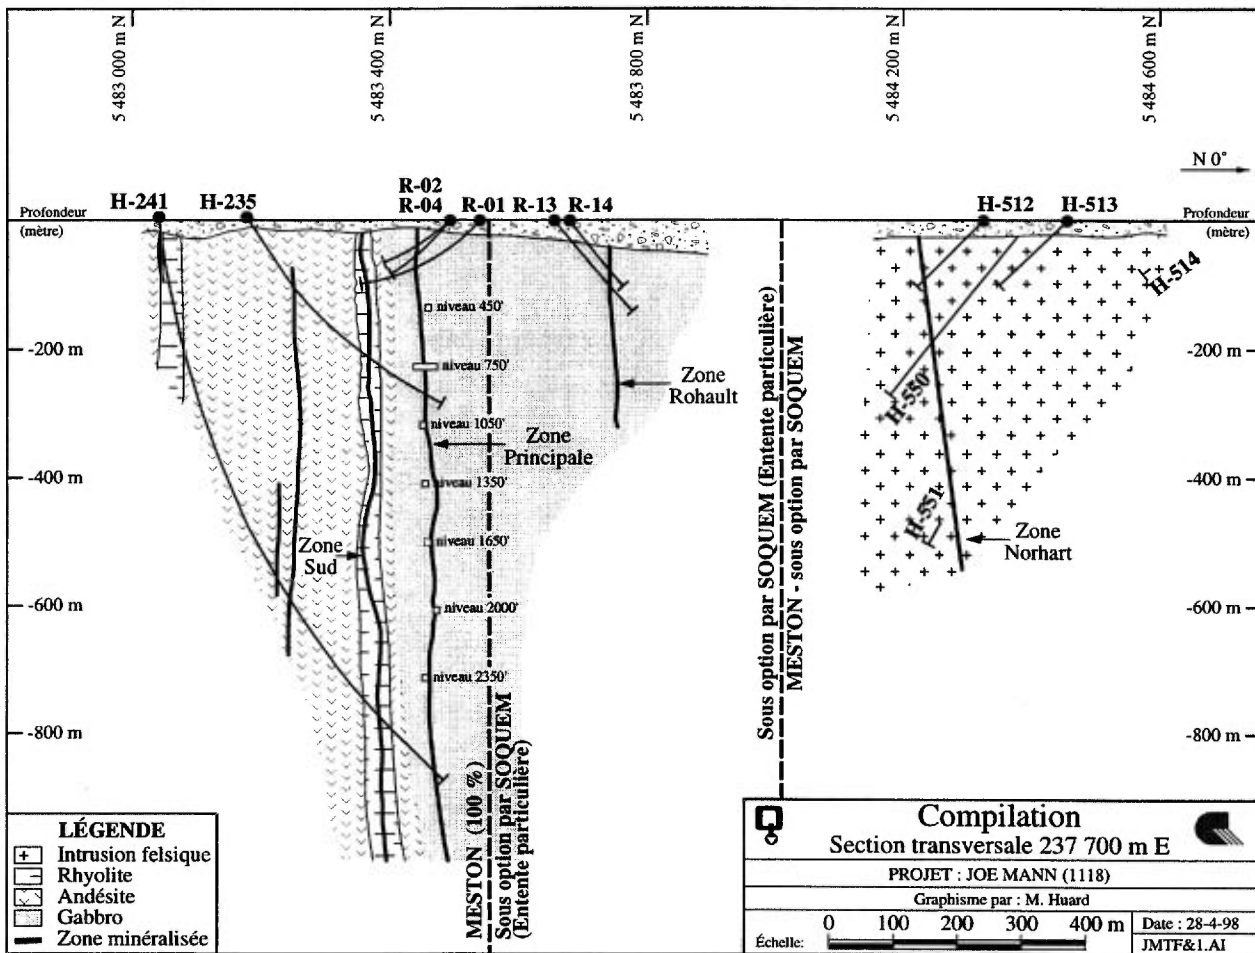 5 483 000 m N
5 483 400 m N
5 483 800 m N
5 484 200 m N
5 484 600 m N
N 0°
H-241
H-235
R-02
R-04
R-01
R-13
R-14
H-512
H-513
Profondeur
(mètre)
Profondeur
(mètre)
H-514
niveau 450'
-200 m
-200 m
niveau 750'
Zone
Rohault
H-550
niveau 1050'
Zone
Principale
-400 m
-400 m
niveau 1350'
H-551
Zone
Sud
niveau 1650'
Zone
Norhart
-600 m
-600 m
niveau 2000'
niveau 2350'
-800 m
-800 m
MESTON (100 %)
Sous option par SOQUEM
(Entente particulière)
Sous option par SOQUEM (Entente particulière)
MESTON - sous option par SOQUEM
LÉGENDE
Intrusion felsique
Rhyolite
Andésite
Gabbro
Zone minéralisée
Compilation
Section transversale 237 700 m E
PROJET : JOE MANN (1118)
Graphisme par : M. Huard
Échelle:
0 100 200 300 400 m
Date : 28-4-98
JMTF&1.AI